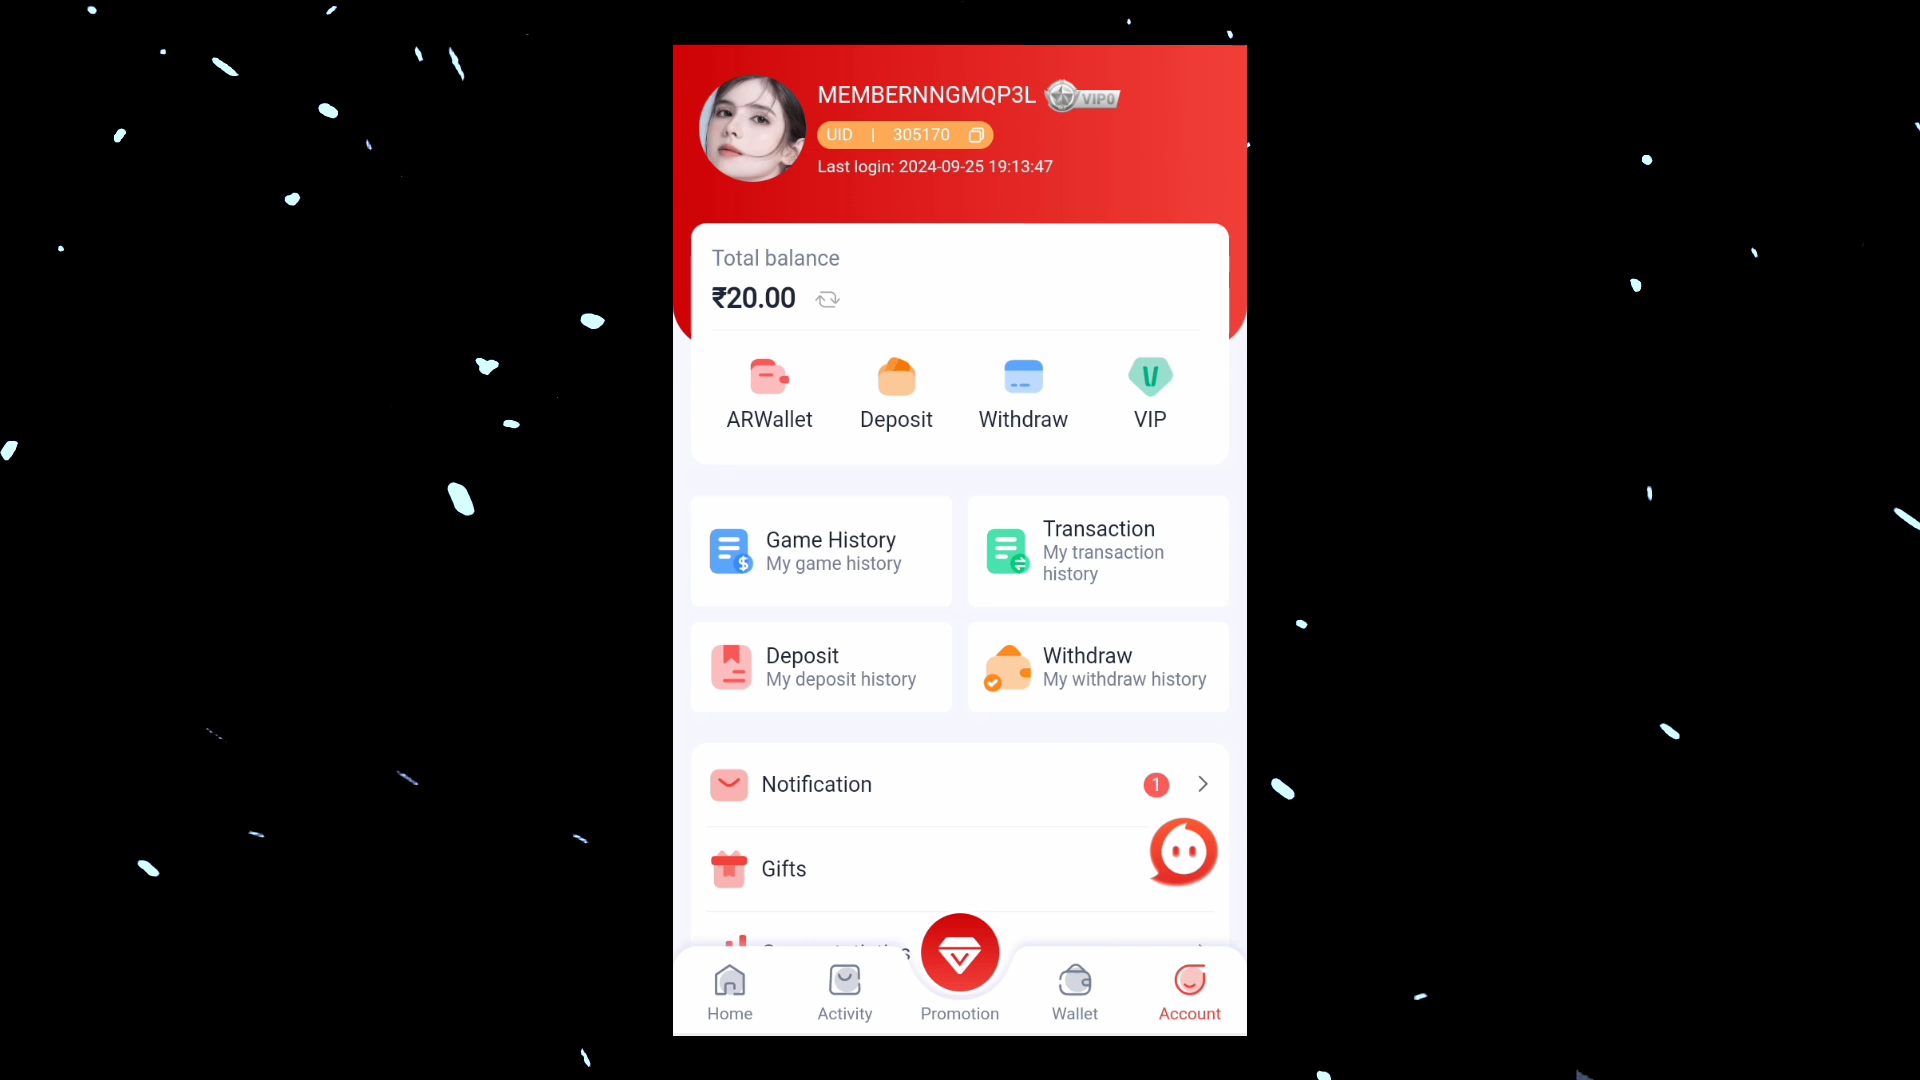 MEMBERNNGMQP3L VIP0
UID | 305170
Last login: 2024-09-25 19:13:47
Total balance
₹20.00
ARWallet Deposit Withdraw VIP
Game History
My game history
Transaction
My transaction
history
Deposit
My deposit history
Withdraw
My withdraw history
Notification 1
Gifts
Home Activity Promotion Wallet Account